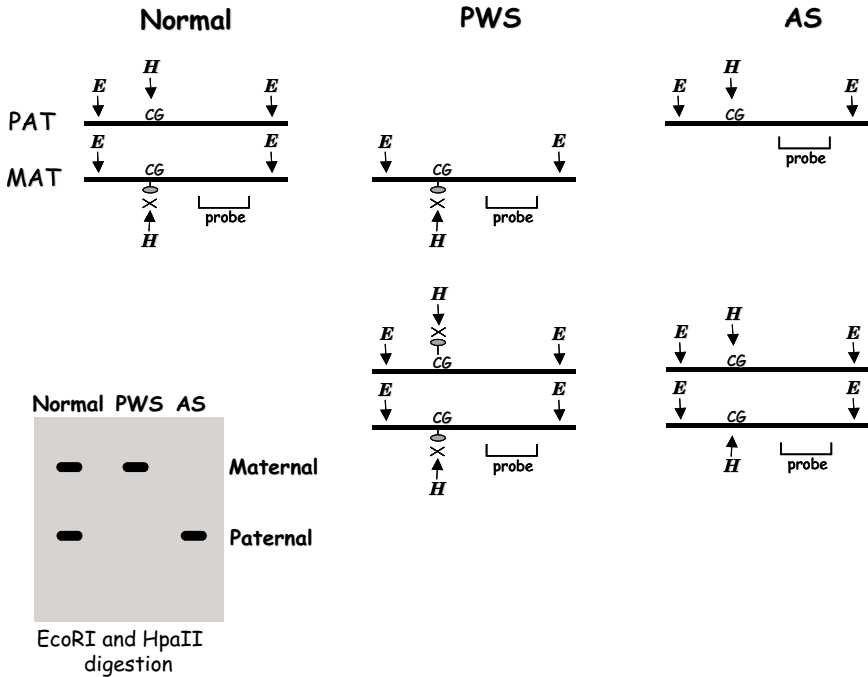 Normal PWS AS
H H
E E E E
PAT CG CG
E E E E probe
MAT CG CG
probe probe
H H
H H
E E E E
CG CG
E E E E
CG CG
probe probe
H H
Normal PWS AS
Maternal
Paternal
EcoRI and HpaII
digestion